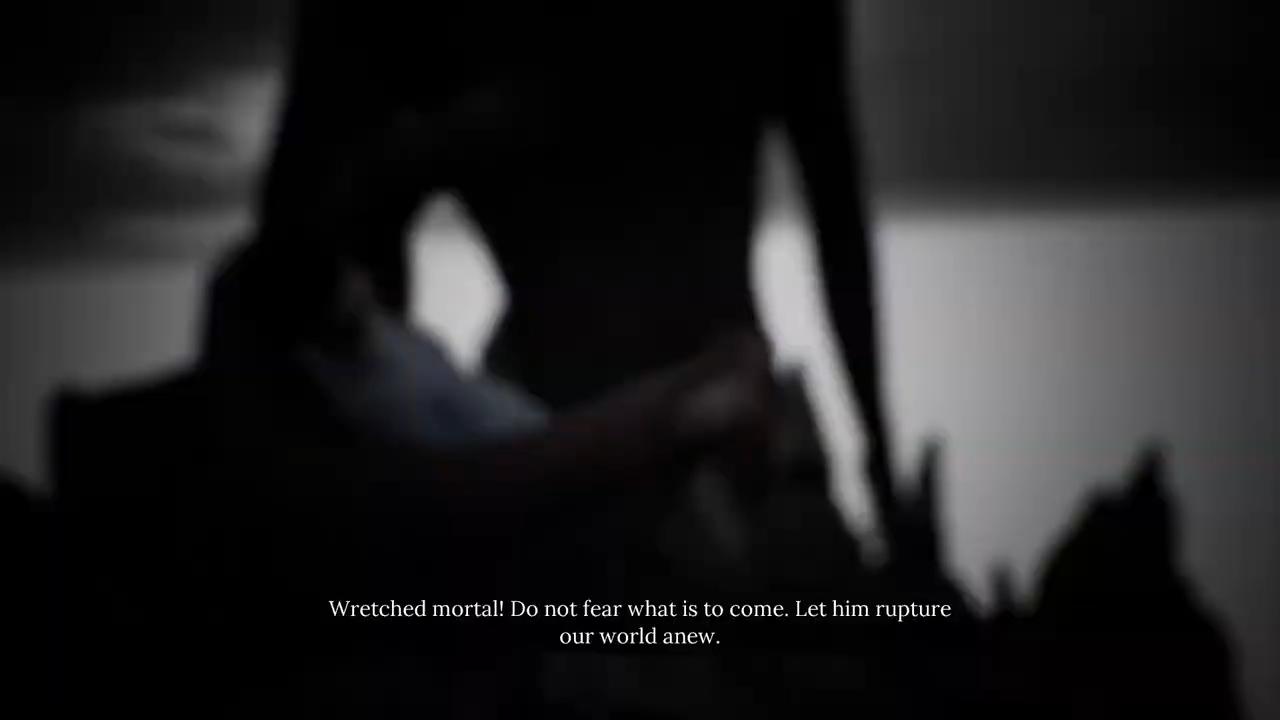 Wretched mortal! Do not fear what is to come. Let him rupture
our world anew.